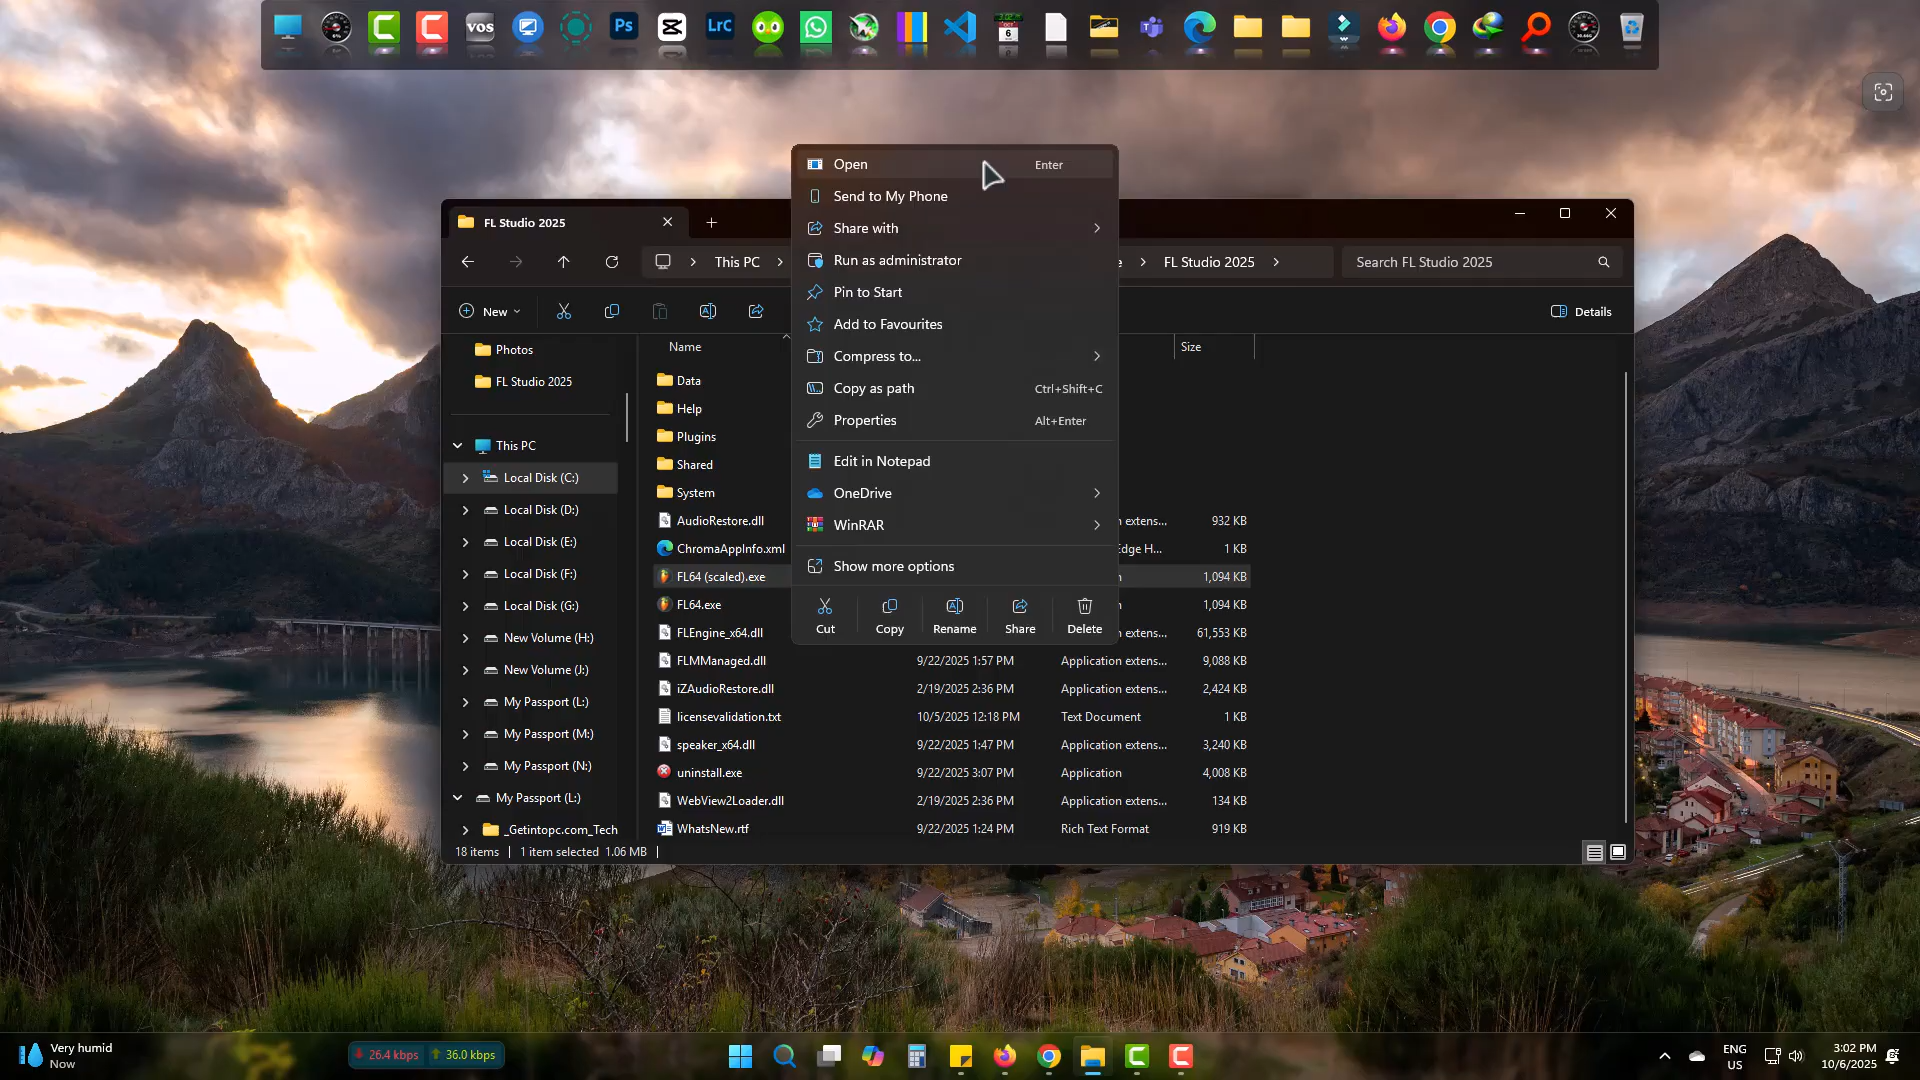 VOS
Ps
LrC
3:02
6
FL Studio 2025
This PC
FL Studio 2025
Search FL Studio 2025
New
Details
Photos
FL Studio 2025
This PC
Local Disk (C:)
Local Disk (D:)
Local Disk (E:)
Local Disk (F:)
Local Disk (G:)
New Volume (H:)
New Volume (J:)
My Passport (L:)
My Passport (M:)
My Passport (N:)
My Passport (L:)
_Getintopc.com_Tech
Name
Size
Data
Help
Plugins
Shared
System
AudioRestore.dll 932 KB
ChromaAppInfo.xml 1 KB
FL64 (scaled).exe 1,094 KB
FL64.exe 1,094 KB
FLEngine_x64.dll 61,553 KB
FLMManaged.dll 9/22/2025 1:57 PM Application extens... 9,088 KB
iZAudioRestore.dll 2/19/2025 2:36 PM Application extens... 2,424 KB
licensevalidation.txt 10/5/2025 12:18 PM Text Document 1 KB
speaker_x64.dll 9/22/2025 1:47 PM Application extens... 3,240 KB
uninstall.exe 9/22/2025 3:07 PM Application 4,008 KB
WebView2Loader.dll 2/19/2025 2:36 PM Application extens... 134 KB
WhatsNew.rtf 9/22/2025 1:24 PM Rich Text Format 919 KB
18 items
1 item selected 1.06 MB
Open Enter
Send to My Phone
Share with
Run as administrator
Pin to Start
Add to Favourites
Compress to...
Copy as path Ctrl+Shift+C
Properties Alt+Enter
Edit in Notepad
OneDrive
WinRAR
Show more options
Cut
Copy
Rename
Share
Delete
Very humid
Now
26.4 kbps
36.0 kbps
ENG
US
3:02 PM
10/6/2025